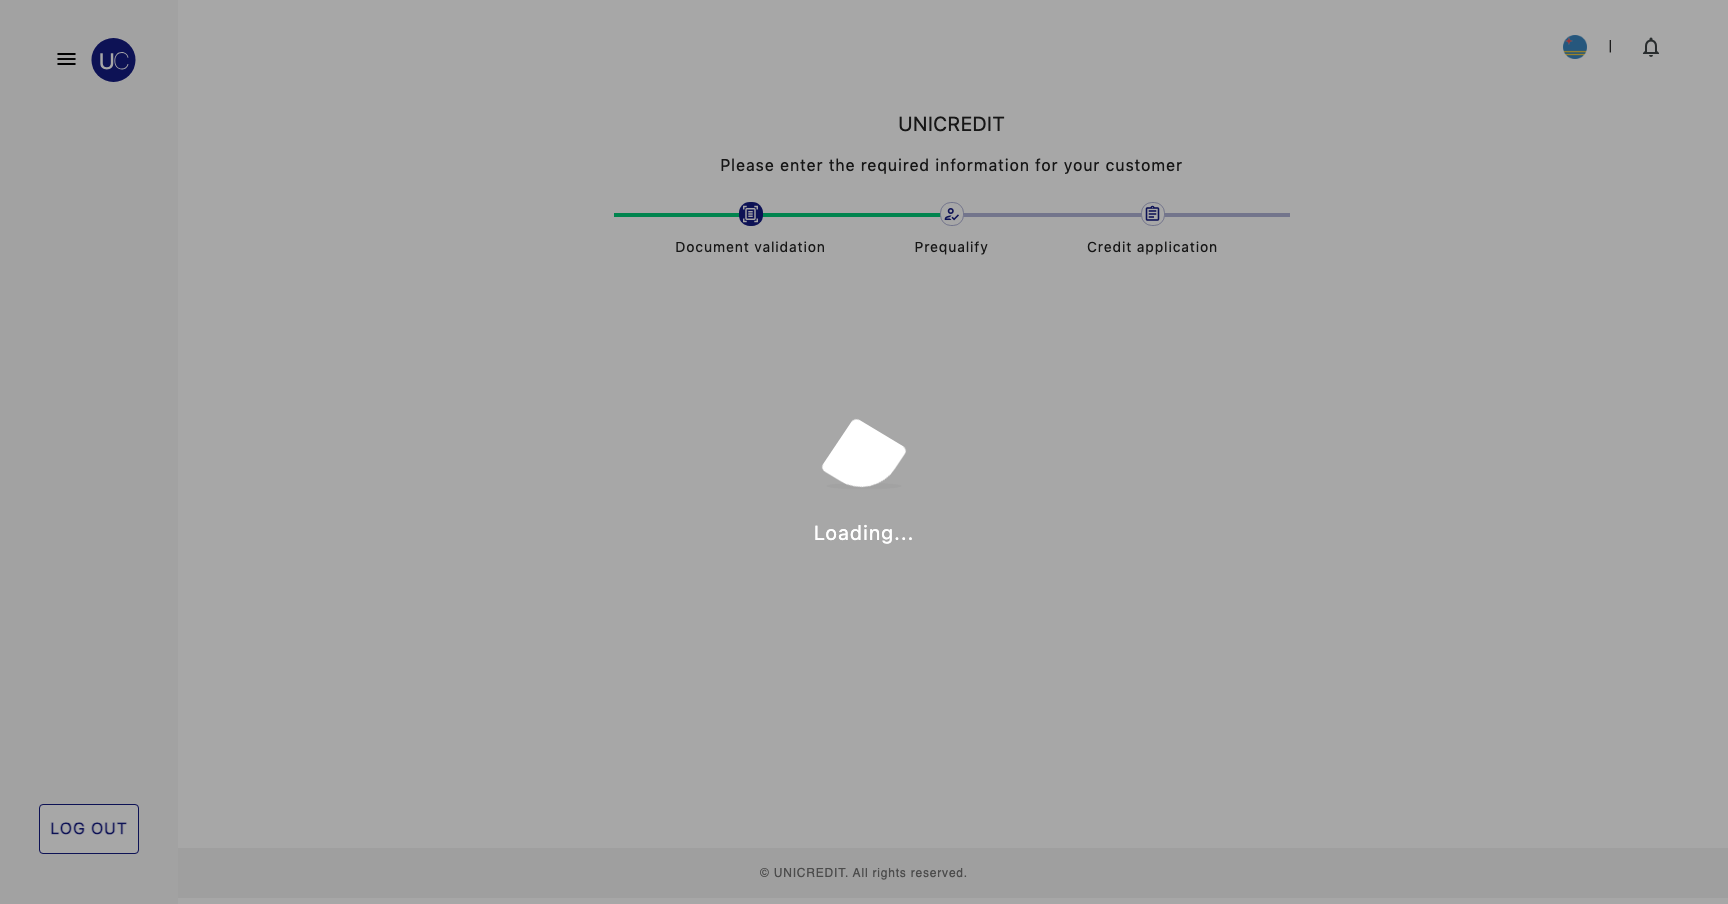 UC
UNICREDIT
Please enter the required information for your customer
Document validation
Prequalify
Credit application
Loading...
LOG OUT
© UNICREDIT. All rights reserved.